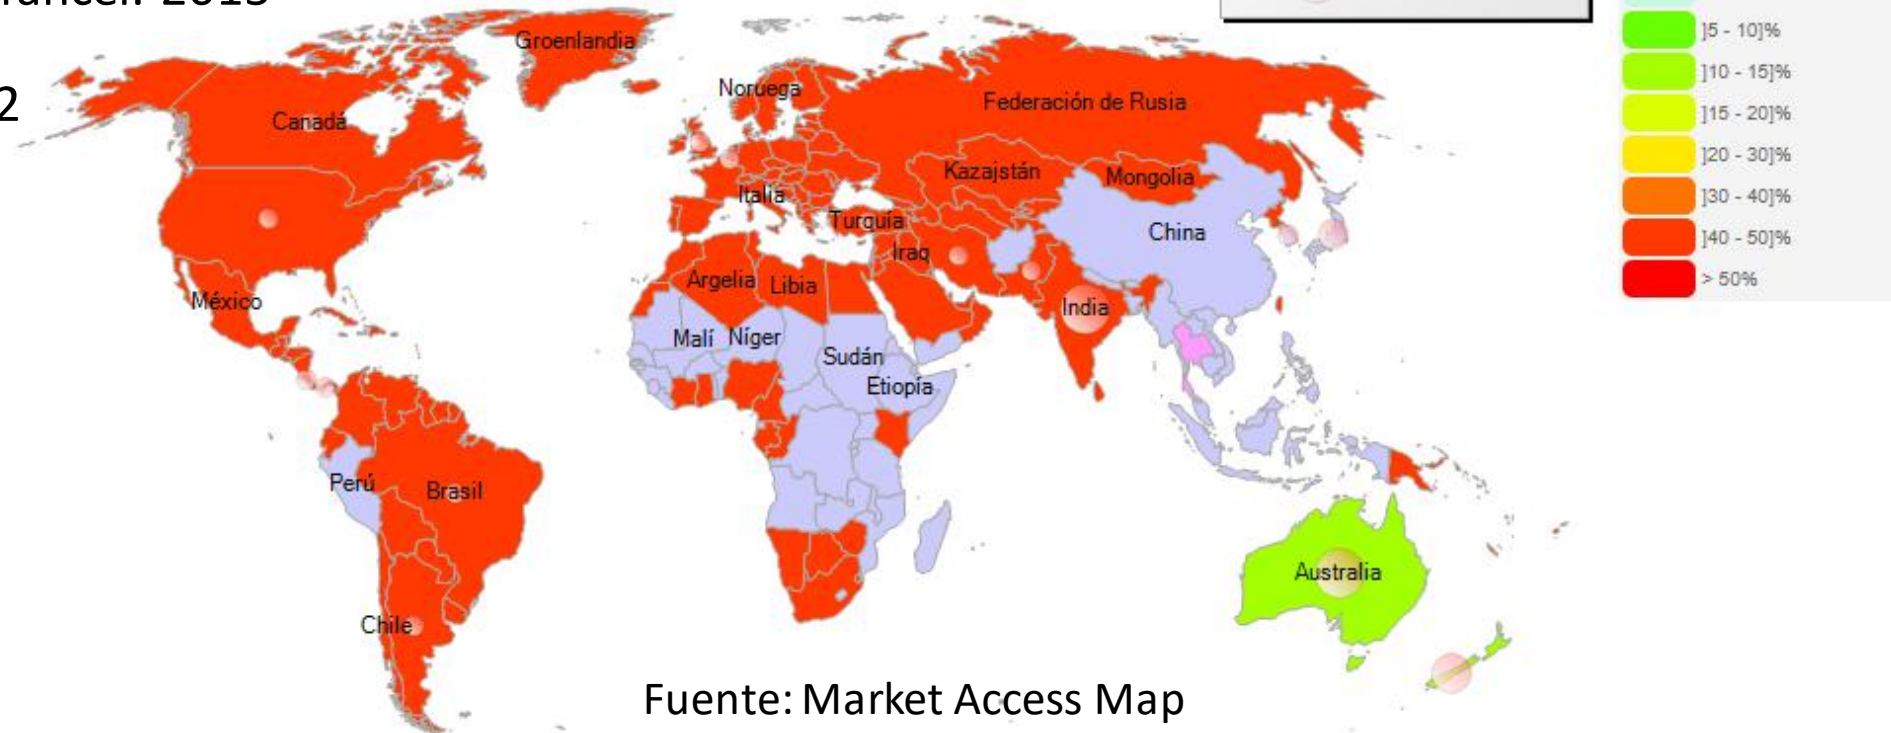 2013
2
Groenlandia
Noruega
Canadá
Federación de Rusia
Kazajstán
Mongolia
Italia
Turquía
China
Iraq
Argelia
Libia
México
India
Malí
Níger
Sudán
Etiopía
Perú
Brasil
Australia
Chile
Fuente: Market Access Map
]5 - 10]%
]10 - 15]%
]15 - 20]%
]20 - 30]%
]30 - 40]%
]40 - 50]%
> 50%